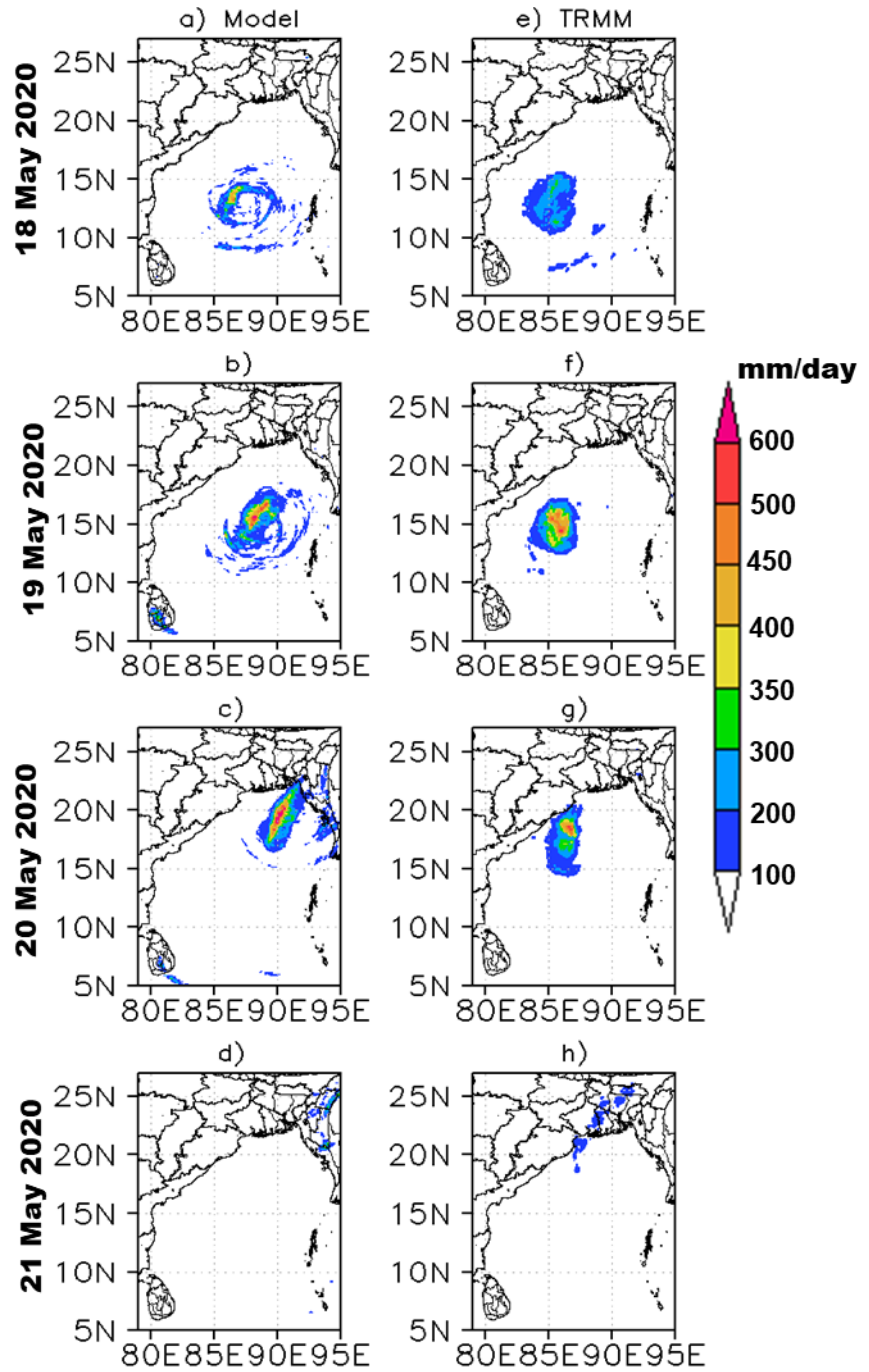 a) Model
e) TRMM
18 May 2020
25N
20N
15N
10N
5N
80E85E90E95E
25N
20N
15N
10N
5N
80E85E90E95E
b)
f)
mm/day
19 May 2020
25N
20N
15N
10N
5N
80E85E90E95E
25N
20N
15N
10N
5N
80E85E90E95E
600
500
450
400
350
300
200
100
c)
g)
20 May 2020
25N
20N
15N
10N
5N
80E85E90E95E
25N
20N
15N
10N
5N
80E85E90E95E
d)
h)
21 May 2020
25N
20N
15N
10N
5N
80E85E90E95E
25N
20N
15N
10N
5N
80E85E90E95E